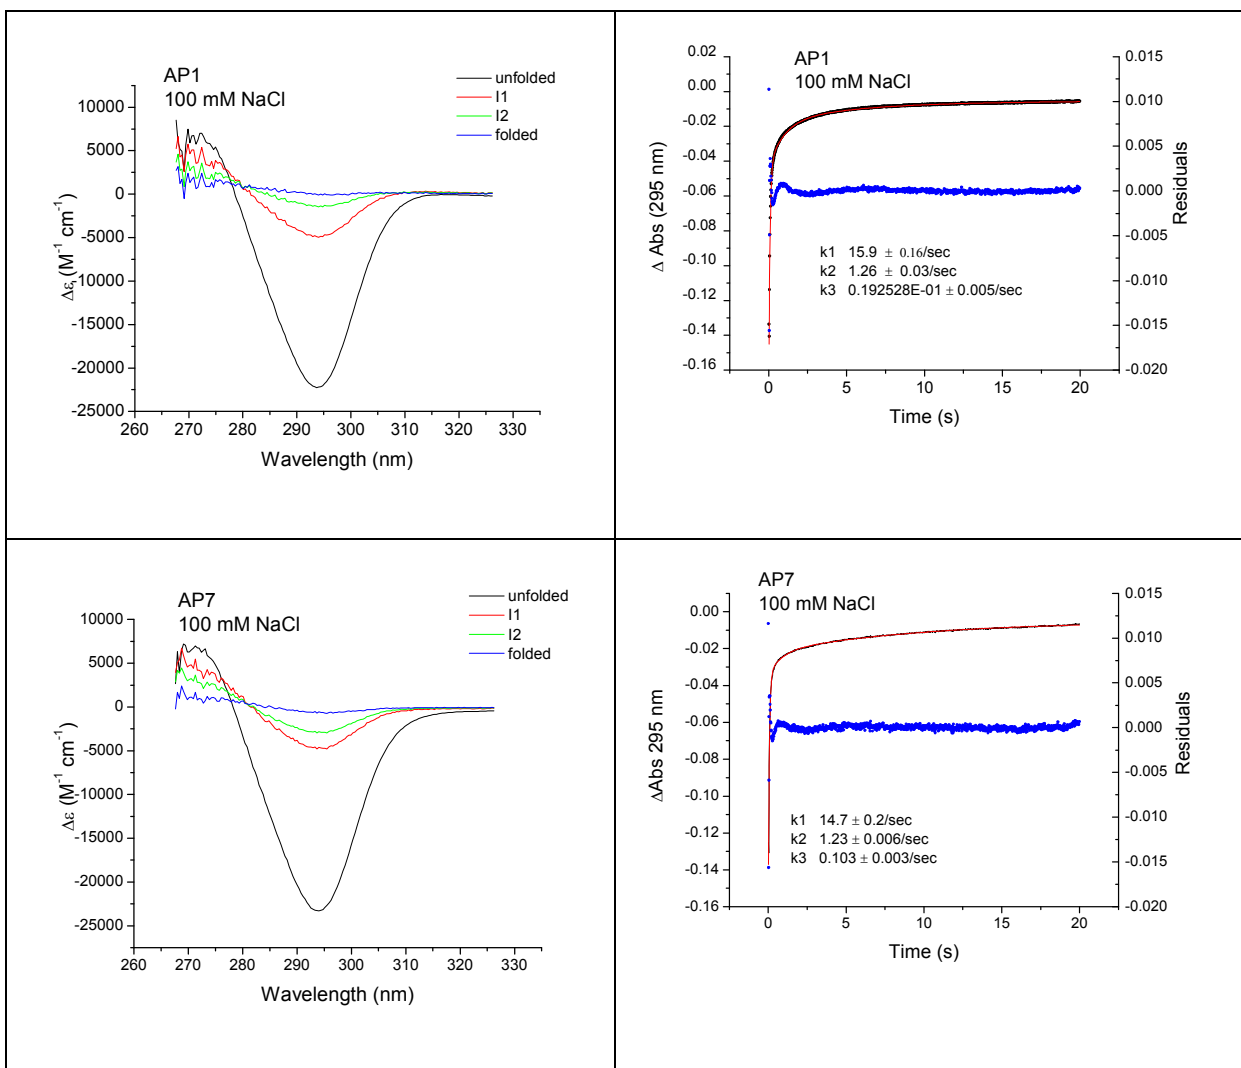 AP1
100 mM NaCl
unfolded
I1
I2
folded
10000
5000
0
-5000
-10000
-15000
-20000
-25000
Δε (M⁻¹ cm⁻¹)
260 270 280 290 300 310 320 330
Wavelength (nm)
AP1
100 mM NaCl
0.02
0.00
-0.02
-0.04
-0.06
-0.08
-0.10
-0.12
-0.14
-0.16
Δ Abs (295 nm)
0.015
0.010
0.005
0.000
-0.005
-0.010
-0.015
-0.020
Residuals
k1 15.9 ± 0.16/sec
k2 1.26 ± 0.03/sec
k3 0.192528E-01 ± 0.005/sec
0 5 10 15 20
Time (s)
AP7
100 mM NaCl
unfolded
I1
I2
folded
10000
5000
0
-5000
-10000
-15000
-20000
-25000
Δε (M⁻¹ cm⁻¹)
260 270 280 290 300 310 320 330
Wavelength (nm)
AP7
100 mM NaCl
0.00
-0.02
-0.04
-0.06
-0.08
-0.10
-0.12
-0.14
-0.16
ΔAbs 295 nm
0.015
0.010
0.005
0.000
-0.005
-0.010
-0.015
-0.020
Residuals
k1 14.7 ± 0.2/sec
k2 1.23 ± 0.006/sec
k3 0.103 ± 0.003/sec
0 5 10 15 20
Time (s)